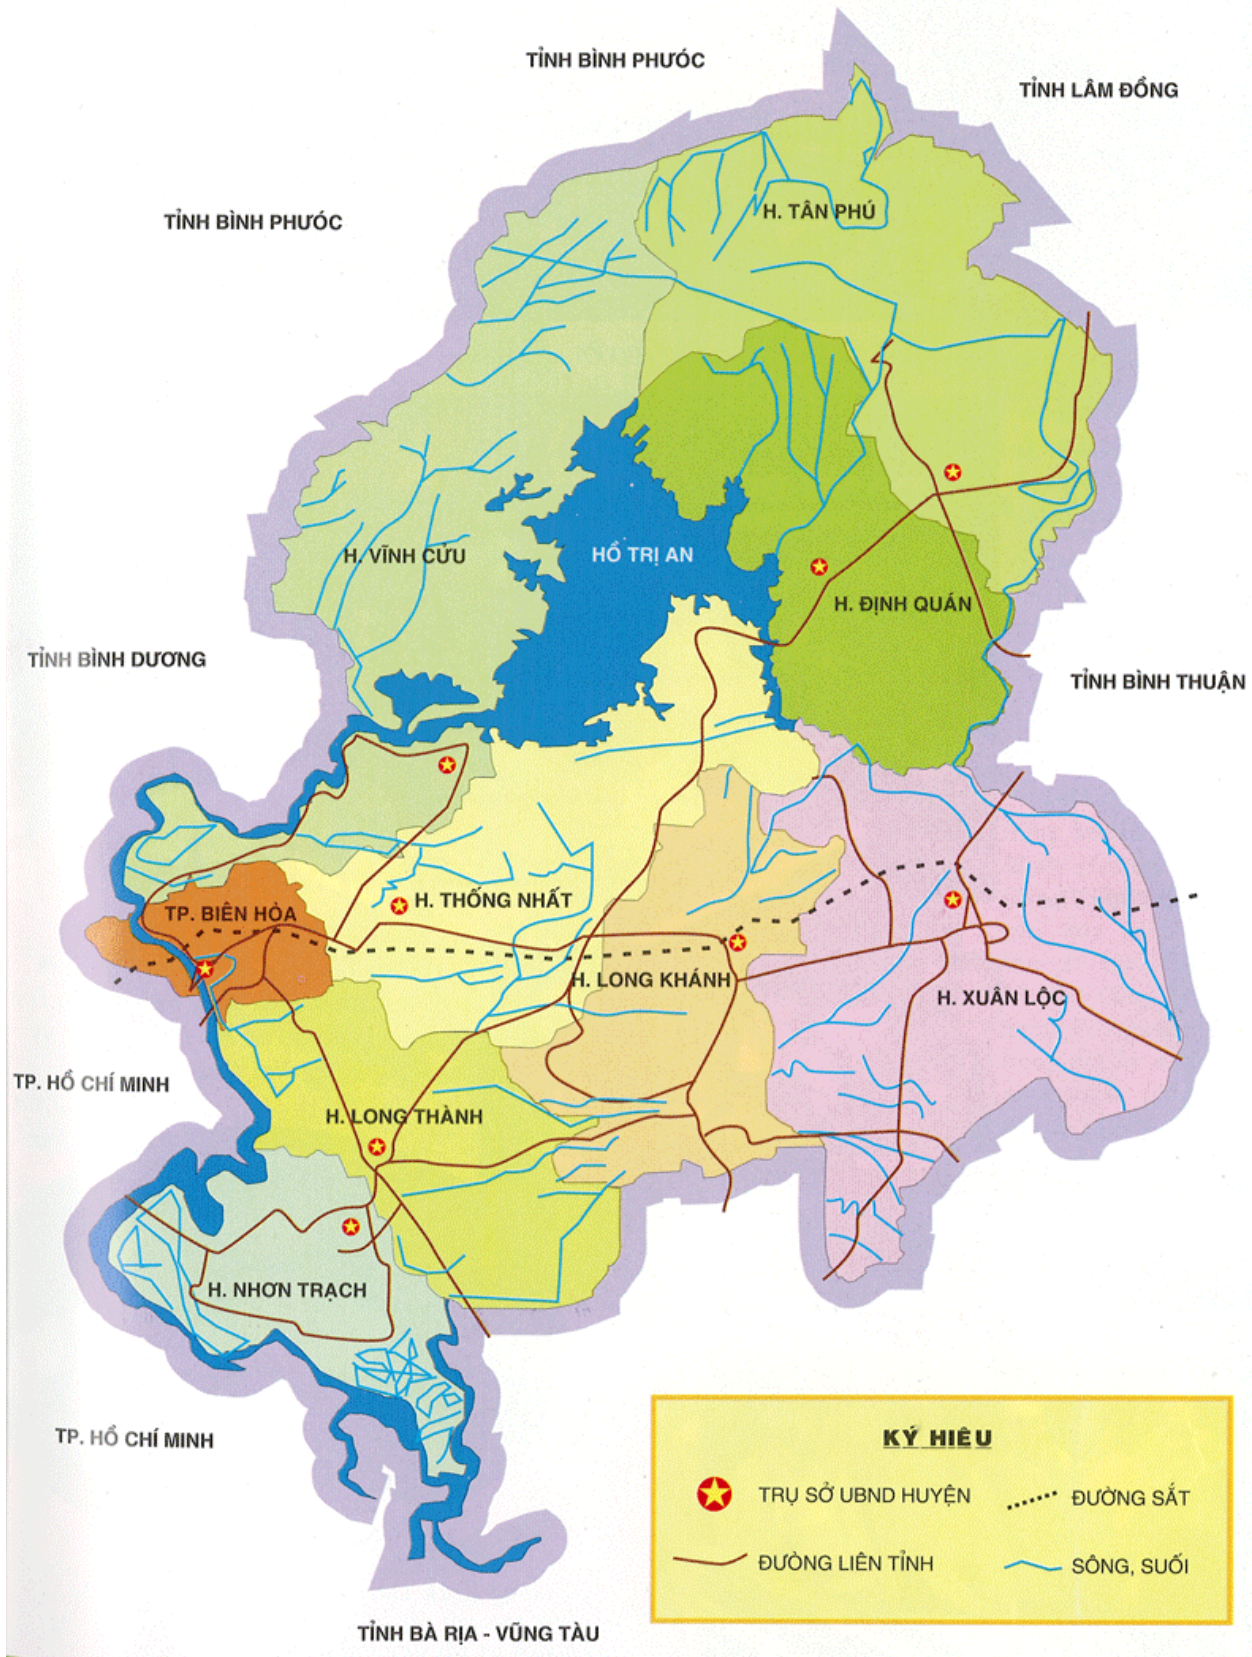 TỈNH BÌNH PHƯÓC
TỈNH LÂM ĐỒNG
TỈNH BÌNH PHƯÓC
H. TÂN PHÚ
H. VĨNH CỬU
HỒ TRỊ AN
H. ĐỊNH QUÁN
TỈNH BÌNH DƯƠNG
TỈNH BÌNH THUẬN
H. THỐNG NHẤT
TP. BIÊN HÒA
H. LONG KHÁNH
H. XUÂN LỘC
TP. HỒ CHÍ MINH
H. LONG THÀNH
H. NHƠN TRẠCH
TP. HỒ CHÍ MINH
KÝ HIÊU
TRỤ SỞ UBND HUYỆN
ĐƯỜNG SẮT
ĐƯỜNG LIÊN TỈNH
SÔNG, SUỐI
TỈNH BÀ RỊA - VŨNG TÀU